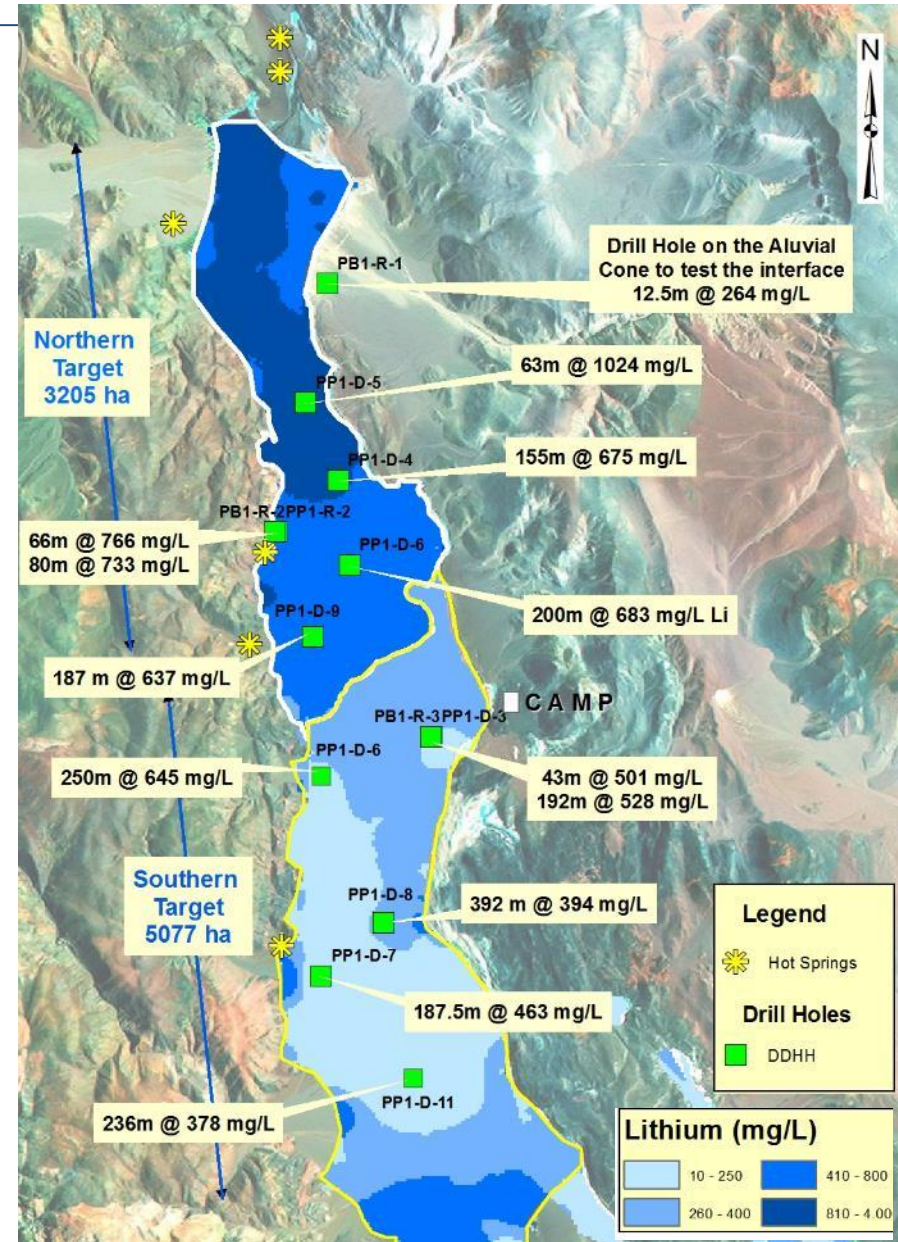 N
Drill Hole on the Aluvial
Cone to test the interface
12.5m @ 264 mg/L
PB1-R-1
Northern
Target
3205 ha
63m @ 1024 mg/L
PP1-D-5
PP1-D-4
155m @ 675 mg/L
PB1-R-2PP1-R-2
66m @ 766 mg/L
80m @ 733 mg/L
PP1-D-6
200m @ 683 mg/L Li
PP1-D-9
187 m @ 637 mg/L
CAMP
PB1-R-3PP1-D-3
PP1-D-6
250m @ 645 mg/L
43m @ 501 mg/L
192m @ 528 mg/L
Southern
Target
5077 ha
PP1-D-8
392 m @ 394 mg/L
PP1-D-7
187.5m @ 463 mg/L
PP1-D-11
236m @ 378 mg/L
Legend
Hot Springs
Drill Holes
DDHH
Lithium (mg/L)
10 - 250
410 - 800
260 - 400
810 - 4.00